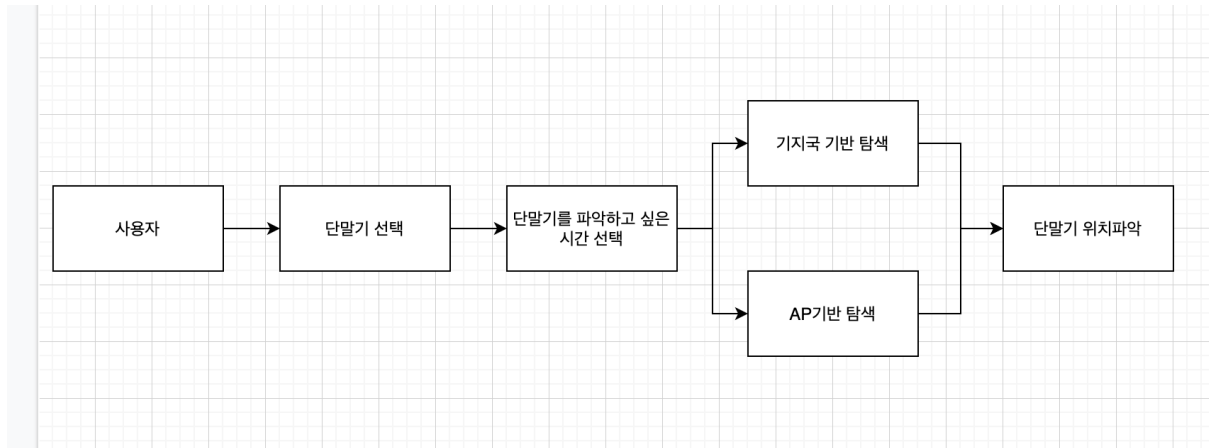 사용자
단말기 선택
단말기를 파악하고 싶은
시간 선택
기지국 기반 탐색
AP기반 탐색
단말기 위치파악